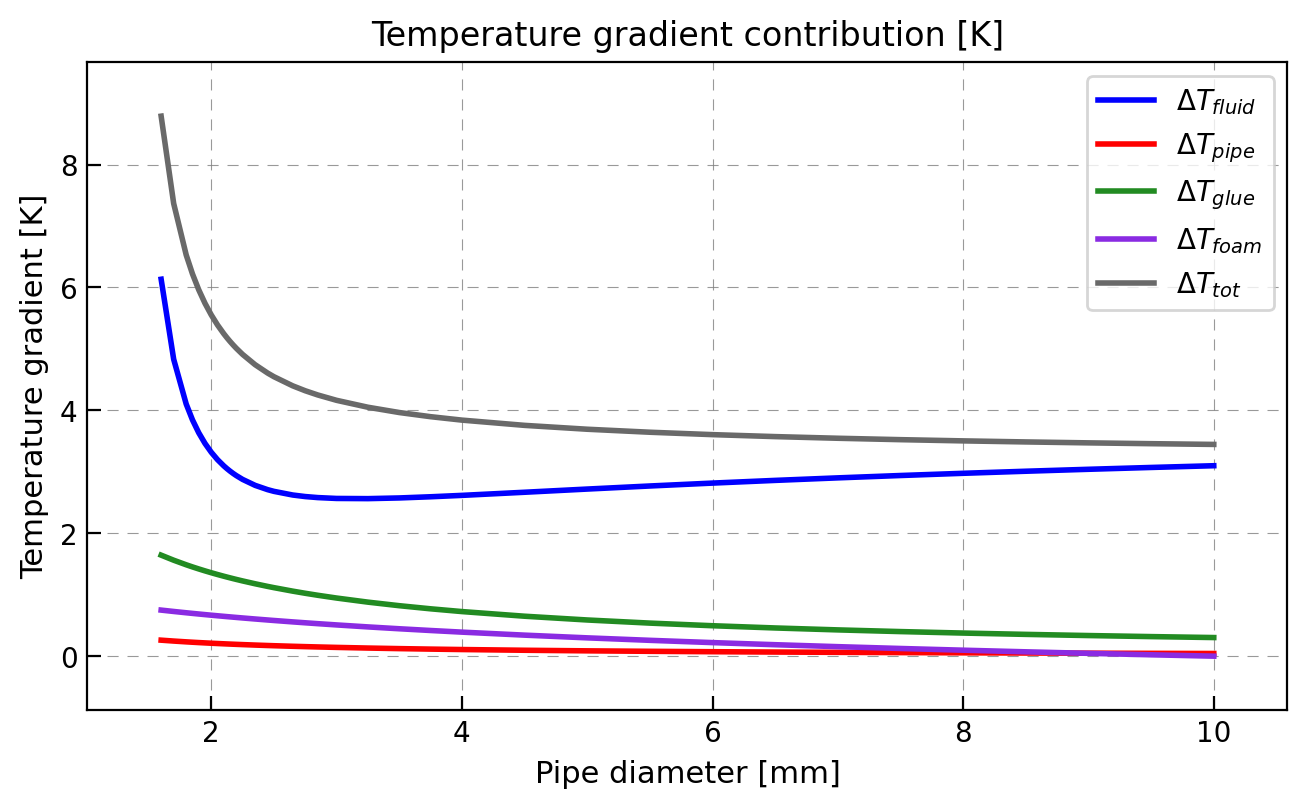 Temperature gradient contribution [K]
Temperature gradient [K]
8
6
4
2
0
ΔT_fluid
ΔT_pipe
ΔT_glue
ΔT_foam
ΔT_tot
2 4 6 8 10
Pipe diameter [mm]